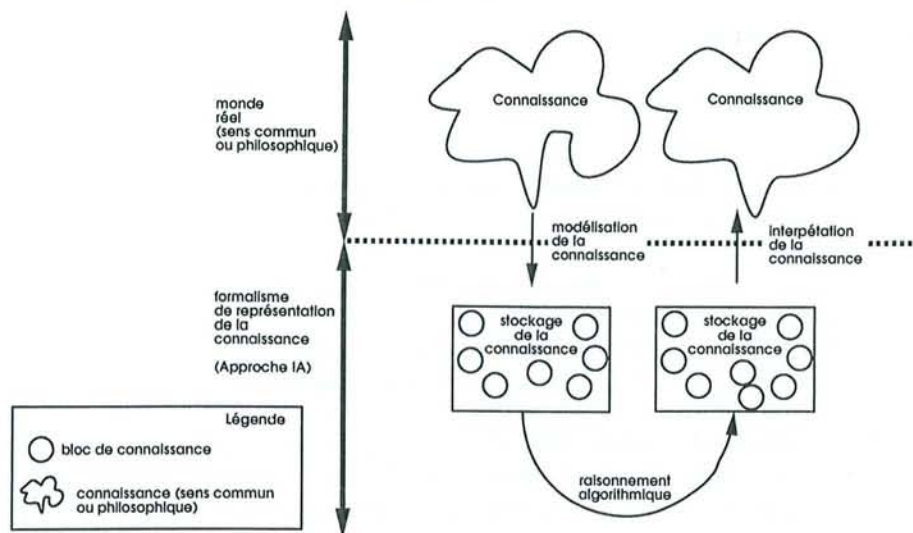 monde
réel
(sens commun
ou philosophique)
Connaissance
Connaissance
modélisation
de la
connaissance
interpétation
de la
connaissance
formalisme
de représentation
de la
connaissance
(Approche IA)
stockage
de la
connaissance
stockage
de la
connaissance
raisonnement
algorithmique
Légende
bloc de connaissance
connaissance (sens commun
ou philosophique)